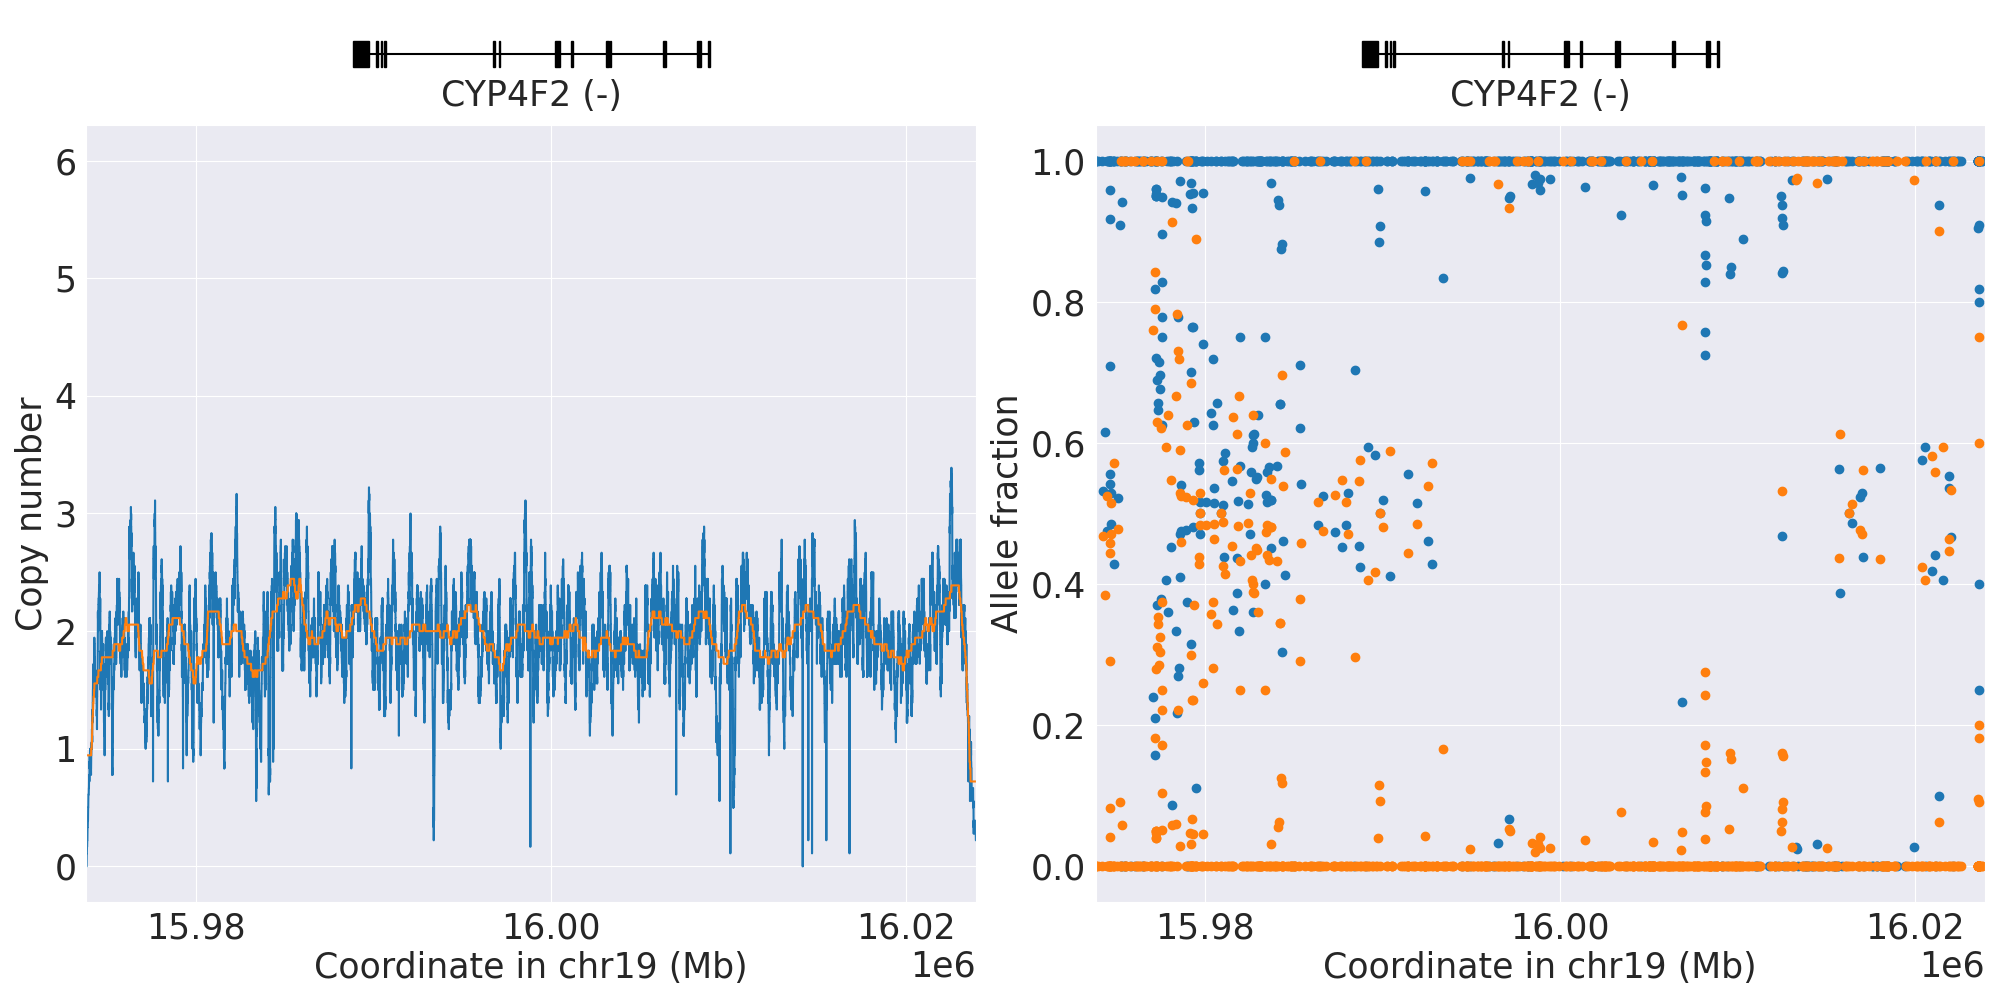 CYP4F2 (-)
CYP4F2 (-)
Copy number
6
5
4
3
2
1
0
15.98
16.00
16.02
Coordinate in chr19 (Mb)
1e6
Allele fraction
1.0
0.8
0.6
0.4
0.2
0.0
15.98
16.00
16.02
Coordinate in chr19 (Mb)
1e6